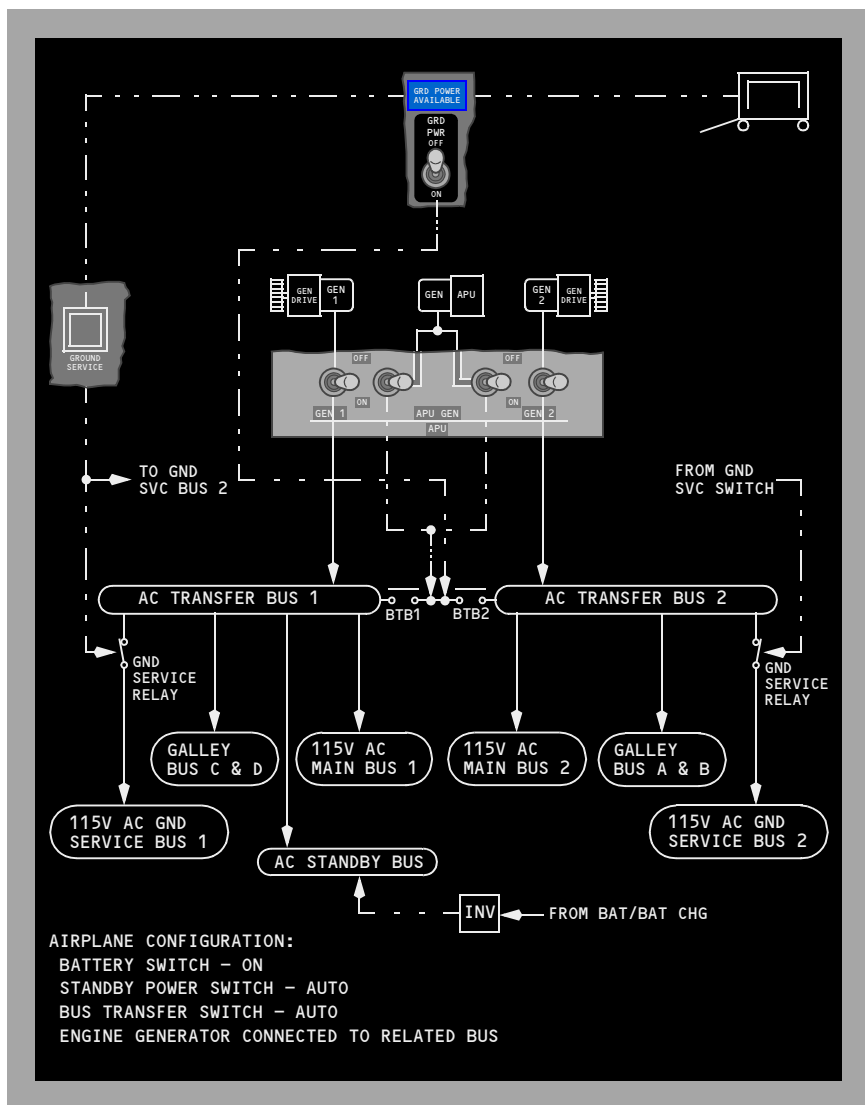 GRD POWER
AVAILABLE
GRD
PWR
OFF
ON
GEN
DRIVE
GEN
1
GEN
APU
GEN
2
GEN
DRIVE
GROUND
SERVICE
OFF
OFF
ON
ON
GEN 1
APU GEN
GEN 2
APU
TO GND
SVC BUS 2
FROM GND
SVC SWITCH
AC TRANSFER BUS 1
BTB1
BTB2
AC TRANSFER BUS 2
GND
SERVICE
RELAY
GND
SERVICE
RELAY
GALLEY
BUS C & D
115V AC
MAIN BUS 1
115V AC
MAIN BUS 2
GALLEY
BUS A & B
115V AC GND
SERVICE BUS 1
115V AC GND
SERVICE BUS 2
AC STANDBY BUS
INV
FROM BAT/BAT CHG
AIRPLANE CONFIGURATION:
BATTERY SWITCH – ON
STANDBY POWER SWITCH – AUTO
BUS TRANSFER SWITCH – AUTO
ENGINE GENERATOR CONNECTED TO RELATED BUS